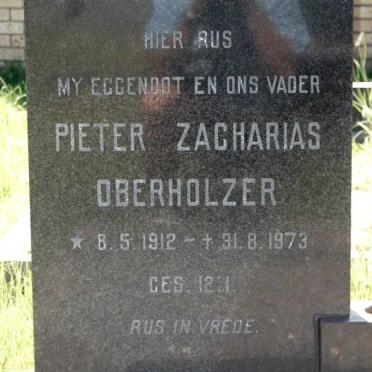 HIER RUS
MY EGGENOOT EN ONS VADER
PIETER ZACHARIAS
OBERHOLZER
★ 8.5.1912 – † 31.8.1973
GES. 12:1.
RUS IN VREDE.